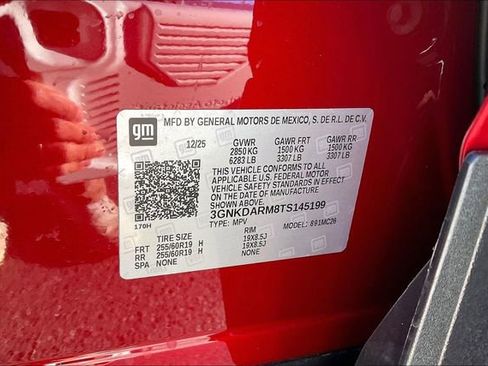 gm
MFD BY GENERAL MOTORS DE MEXICO, S. DE R.L. DE C.V.
12/25 GVWR GAWR FRT GAWR RR
2850 KG 1500 KG 1500 KG
6283 LB 3307 LB 3307 LB
THIS VEHICLE CONFORMS TO ALL
APPLICABLE U.S. FEDERAL MOTOR
VEHICLE SAFETY STANDARDS IN EFFECT
ON THE DATE OF MANUFACTURE SHOWN ABOVE.
3GNKDARM8TS145199
170H TYPE: MPV MODEL: 891MC26
TIRE SIZE RIM
FRT 255/60R19 H 19X8.5J
RR 255/60R19 H 19X8.5J
SPA NONE NONE